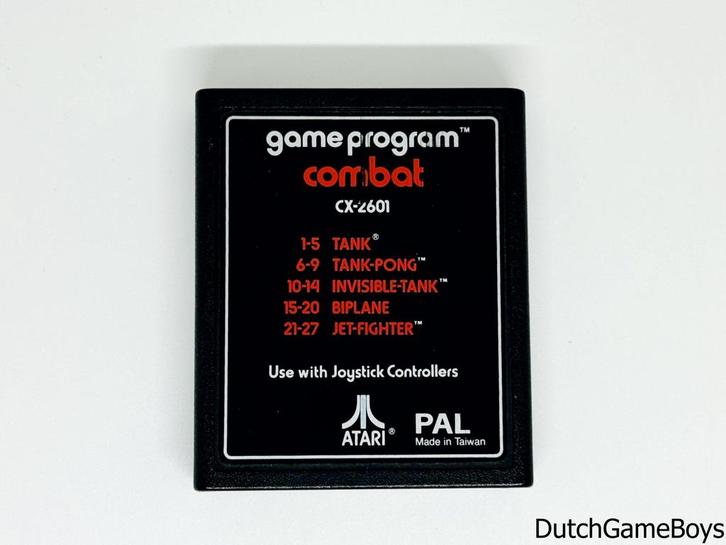 game program™
combat
CX-2601
1-5 TANK®
6-9 TANK-PONG™
10-14 INVISIBLE-TANK™
15-20 BIPLANE
21-27 JET-FIGHTER™
Use with Joystick Controllers
ATARI®
PAL
Made in Taiwan
DutchGameBoys